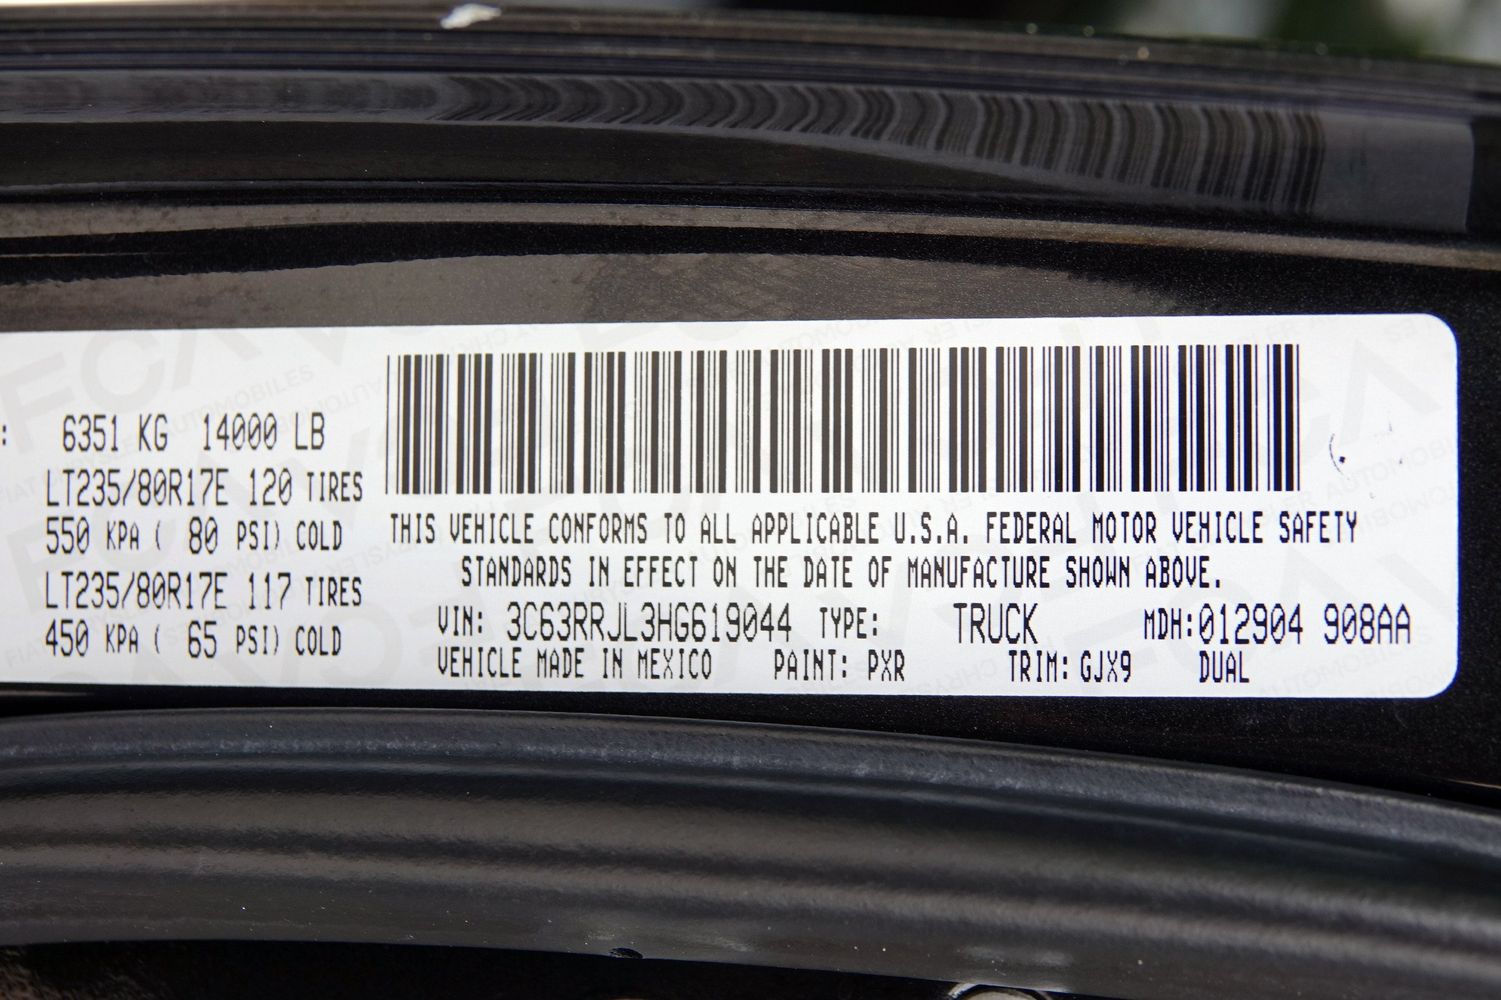 : 6351 KG 14000 LB
LT235/80R17E 120 TIRES
550 KPA ( 80 PSI) COLD
LT235/80R17E 117 TIRES
450 KPA ( 65 PSI) COLD
THIS VEHICLE CONFORMS TO ALL APPLICABLE U.S.A. FEDERAL MOTOR VEHICLE SAFETY
STANDARDS IN EFFECT ON THE DATE OF MANUFACTURE SHOWN ABOVE.
VIN: 3C63RRJL3HG619044 TYPE: TRUCK MDH:012904 908AA
VEHICLE MADE IN MEXICO PAINT: PXR TRIM: GJX9 DUAL